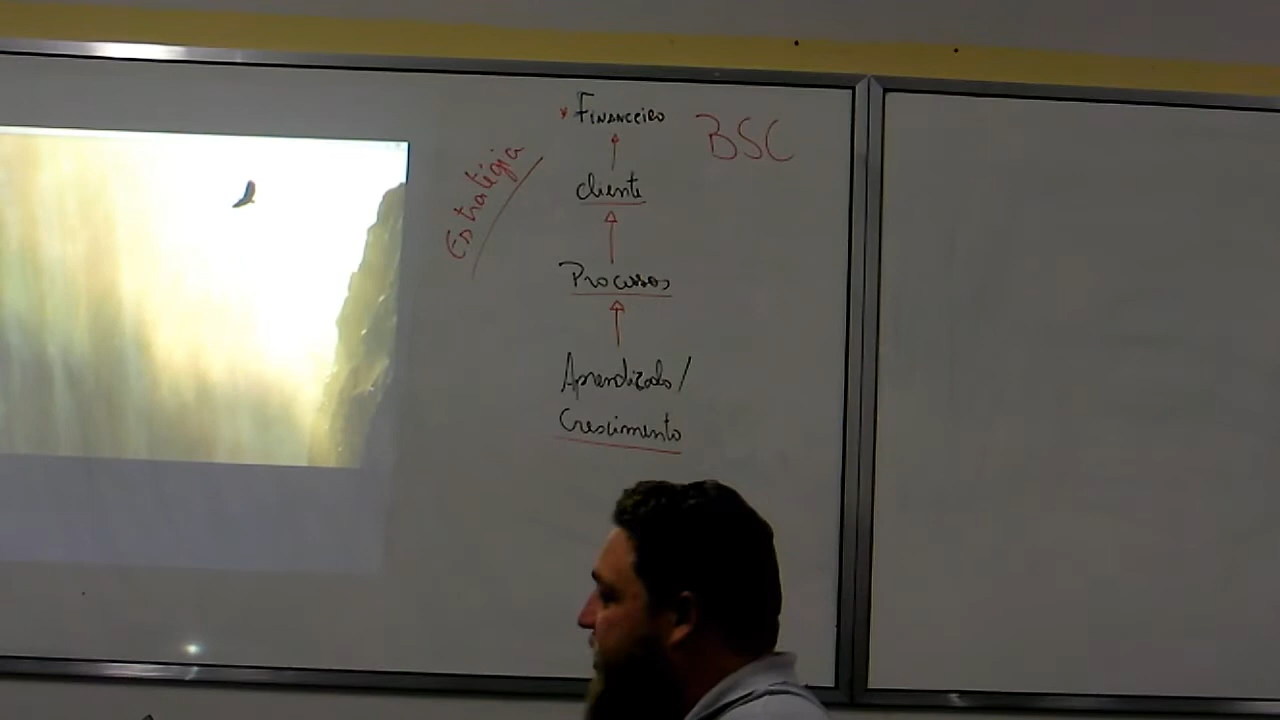 * Financeiro
BSC
Estratégia
cliente
Processos
Aprendizado/
Crescimento